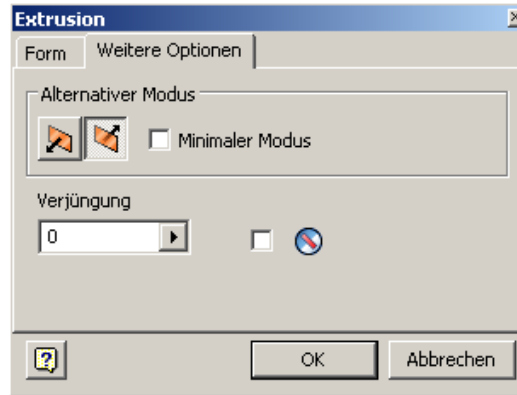 Extrusion
Form
Weitere Optionen
Alternativer Modus
Minimaler Modus
Verjüngung
0
OK
Abbrechen